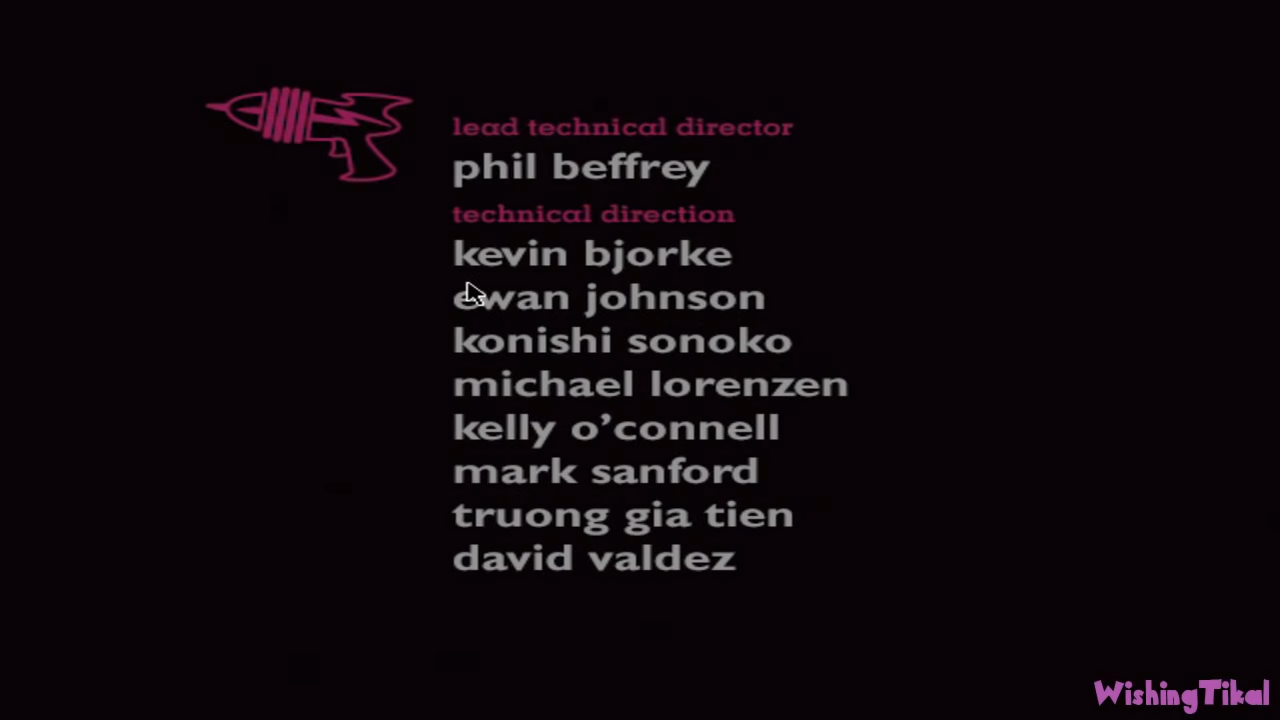 lead technical director
phil beffrey
technical direction
kevin bjorke
ewan johnson
konishi sonoko
michael lorenzen
kelly o’connell
mark sanford
truong gia tien
david valdez
WishingTikal